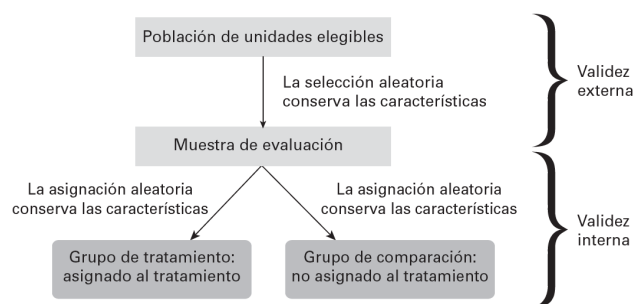 Población de unidades elegibles
La selección aleatoria
conserva las características
Validez
externa
Muestra de evaluación
La asignación aleatoria
conserva las características
La asignación aleatoria
conserva las características
Validez
interna
Grupo de tratamiento:
asignado al tratamiento
Grupo de comparación:
no asignado al tratamiento